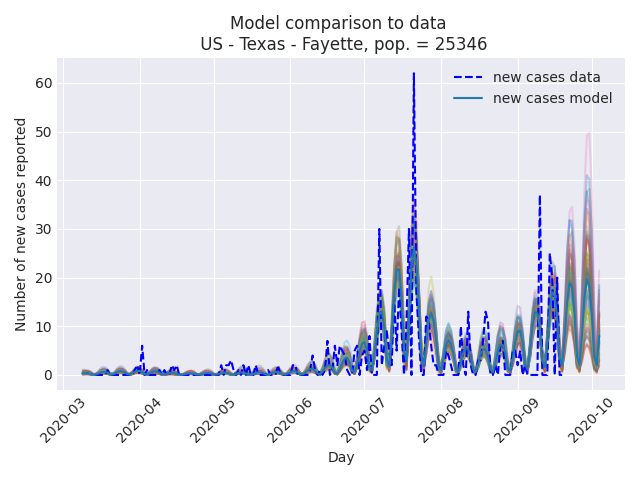 Model comparison to data
US - Texas - Fayette, pop. = 25346
new cases data
new cases model
Number of new cases reported
60
50
40
30
20
10
0
2020-03
2020-04
2020-05
2020-06
2020-07
2020-08
2020-09
2020-10
Day